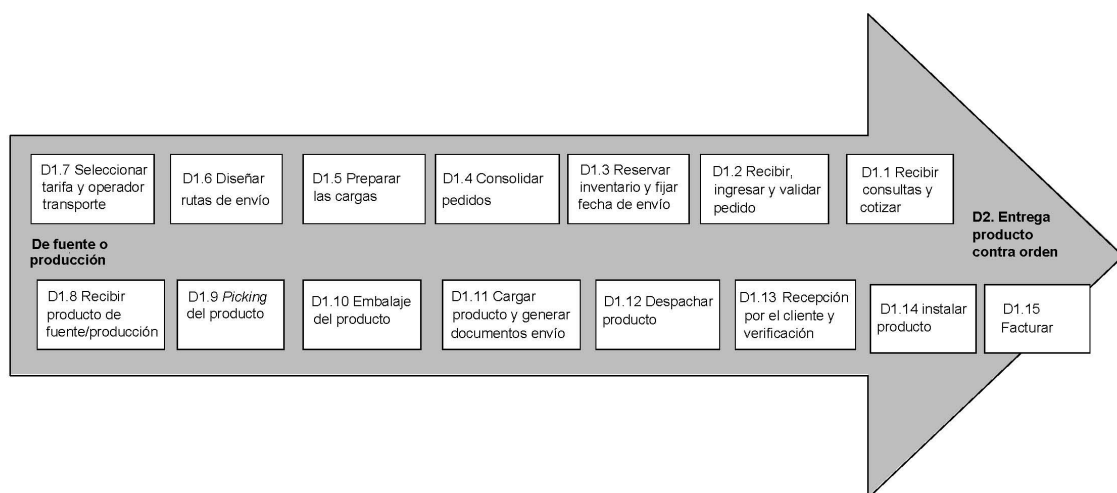 D1.7 Seleccionar
tarifa y operador
transporte
D1.6 Diseñar
rutas de envío
D1.5 Preparar
las cargas
D1.4 Consolidar
pedidos
D1.3 Reservar
inventario y fijar
fecha de envío
D1.2 Recibir,
ingresar y validar
pedido
D1.1 Recibir
consultas y
cotizar
De fuente o
producción
D2. Entrega
producto
contra orden
D1.8 Recibir
producto de
fuente/producción
D1.9 Picking
del producto
D1.10 Embalaje
del producto
D1.11 Cargar
producto y generar
documentos envío
D1.12 Despachar
producto
D1.13 Recepción
por el cliente y
verificación
D1.14 instalar
producto
D1.15
Facturar